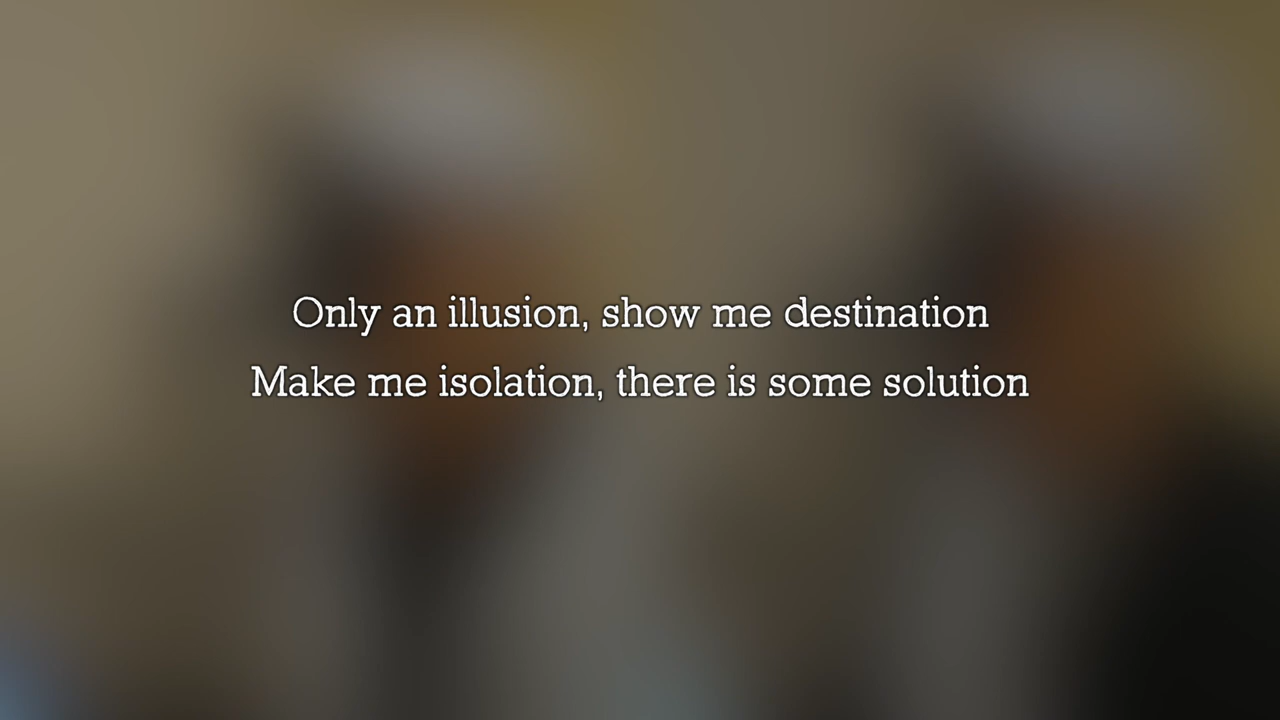 Only an illusion, show me destination
Make me isolation, there is some solution